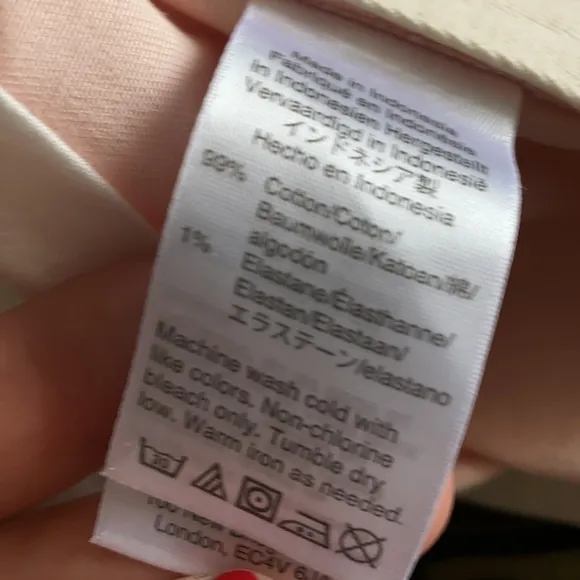 Made in Indonesia
Fabriqué en Indonésie
In Indonesien Hergestellt
Vervaardigd in Indonesië
インドネシア製
Hecho en Indonesia
99% Cotton/Coton/
Baumwolle/Katoen/綿/
algodón
1% Elastane/Élasthanne/
Elasten/Elastaan/
エラステーン/elastano
Machine wash cold with
like colors. Non-chlorine
bleach only. Tumble dry
low. Warm iron as needed.
30
London, EC4V